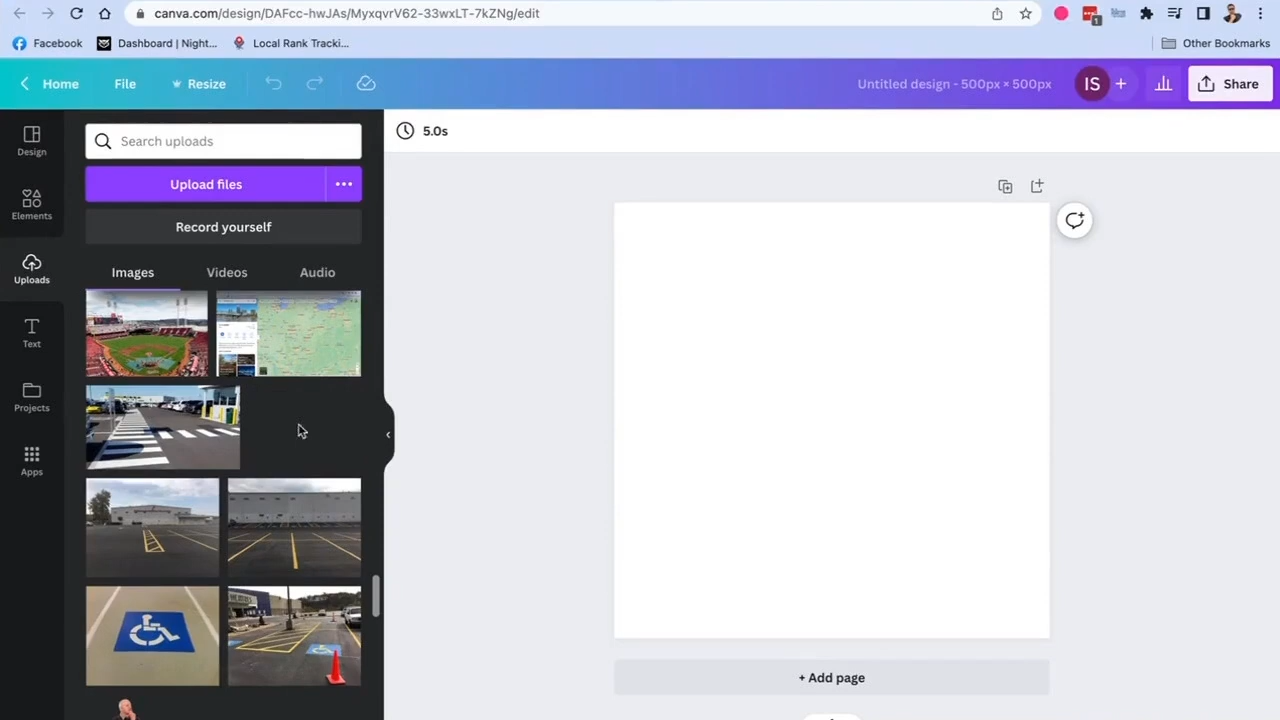 canva.com/design/DAFcc-hwJAs/MyxqvrV62-33wxLT-7kZNg/edit
1
Facebook
Dashboard | Night...
Local Rank Tracki...
Other Bookmarks
Home
File
Resize
Untitled design - 500px × 500px
IS
+
Share
Design
Elements
Uploads
Text
Projects
Apps
Search uploads
Upload files
Record yourself
Images
Videos
Audio
5.0s
+ Add page